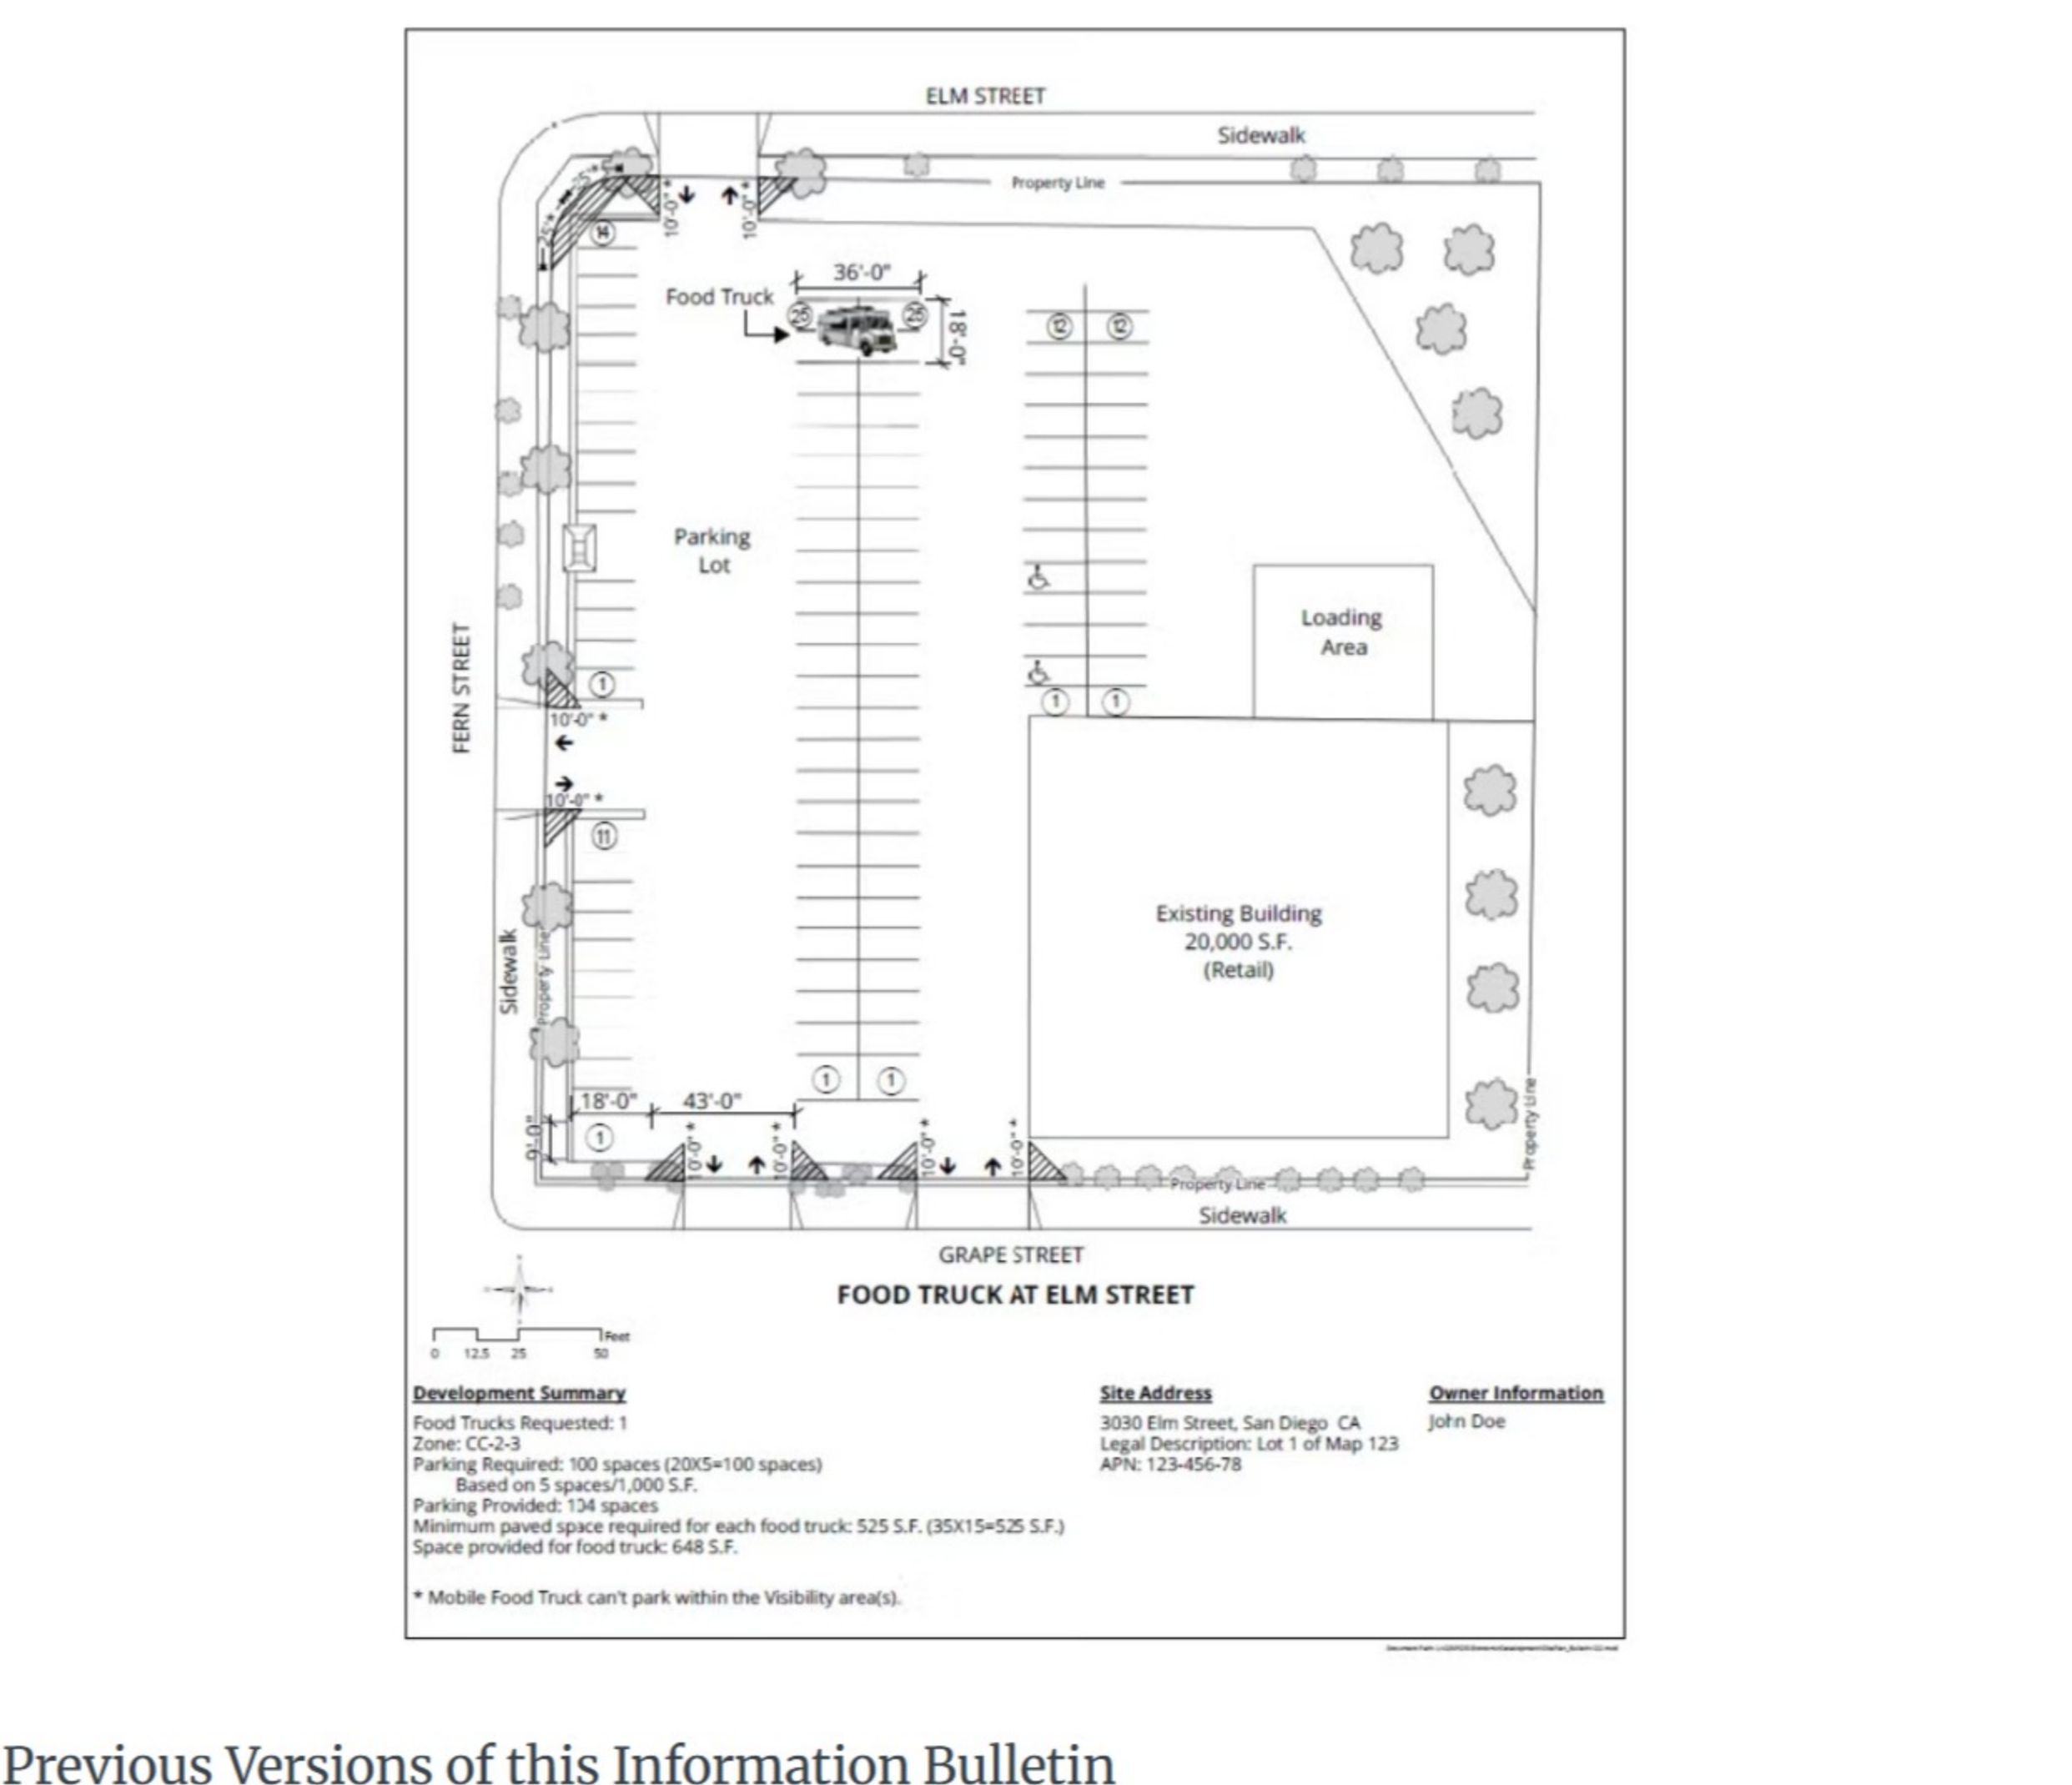 ELM STREET
Sidewalk
Property Line
25'*
25'*
10'-0" *
10'-0" *
14
36'-0"
Food Truck
18'-0"
Parking
Lot
Loading
Area
FERN STREET
1
1
1
10'-0" *
10'-0" *
11
Existing Building
20,000 S.F.
(Retail)
Sidewalk
Property Line
1
1
18'-0"
43'-0"
9'-0"
1
10'-0" *
10'-0" *
10'-0" *
10'-0" *
Property Line
Property Line
Sidewalk
GRAPE STREET
FOOD TRUCK AT ELM STREET
Feet
0 12.5 25 50
Development Summary
Food Trucks Requested: 1
Zone: CC-2-3
Parking Required: 100 spaces (20X5=100 spaces)
Based on 5 spaces/1,000 S.F.
Parking Provided: 104 spaces
Minimum paved space required for each food truck: 525 S.F. (35X15=525 S.F.)
Space provided for food truck: 648 S.F.
* Mobile Food Truck can't park within the Visibility area(s).
Site Address
3030 Elm Street, San Diego CA
Legal Description: Lot 1 of Map 123
APN: 123-456-78
Owner Information
John Doe
Previous Versions of this Information Bulletin